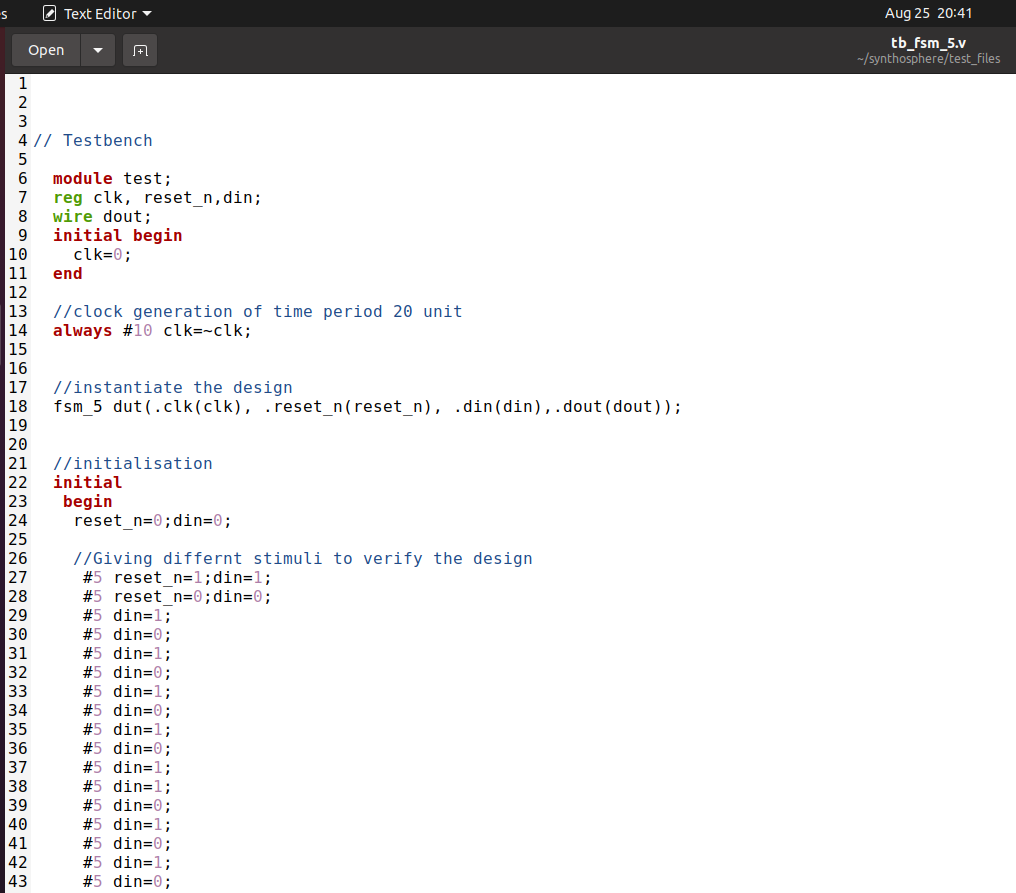 s Text Editor Aug 25 20:41
Open tb_fsm_5.v
~/synthosphere/test_files
1
2
3
4 // Testbench
5
6 module test;
7 reg clk, reset_n,din;
8 wire dout;
9 initial begin
10 clk=0;
11 end
12
13 //clock generation of time period 20 unit
14 always #10 clk=~clk;
15
16
17 //instantiate the design
18 fsm_5 dut(.clk(clk), .reset_n(reset_n), .din(din),.dout(dout));
19
20
21 //initialisation
22 initial
23 begin
24 reset_n=0;din=0;
25
26 //Giving differnt stimuli to verify the design
27 #5 reset_n=1;din=1;
28 #5 reset_n=0;din=0;
29 #5 din=1;
30 #5 din=0;
31 #5 din=1;
32 #5 din=0;
33 #5 din=1;
34 #5 din=0;
35 #5 din=1;
36 #5 din=0;
37 #5 din=1;
38 #5 din=1;
39 #5 din=0;
40 #5 din=1;
41 #5 din=0;
42 #5 din=1;
43 #5 din=0;